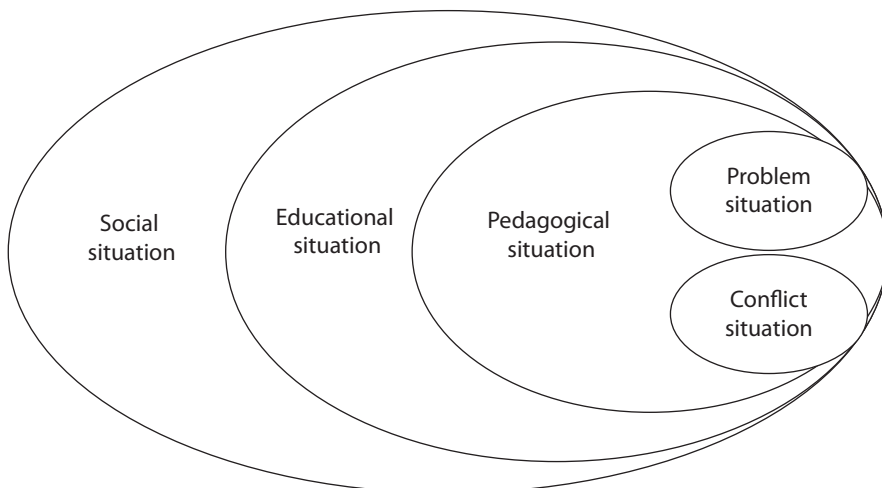 Social
situation
Educational
situation
Pedagogical
situation
Problem
situation
Conflict
situation